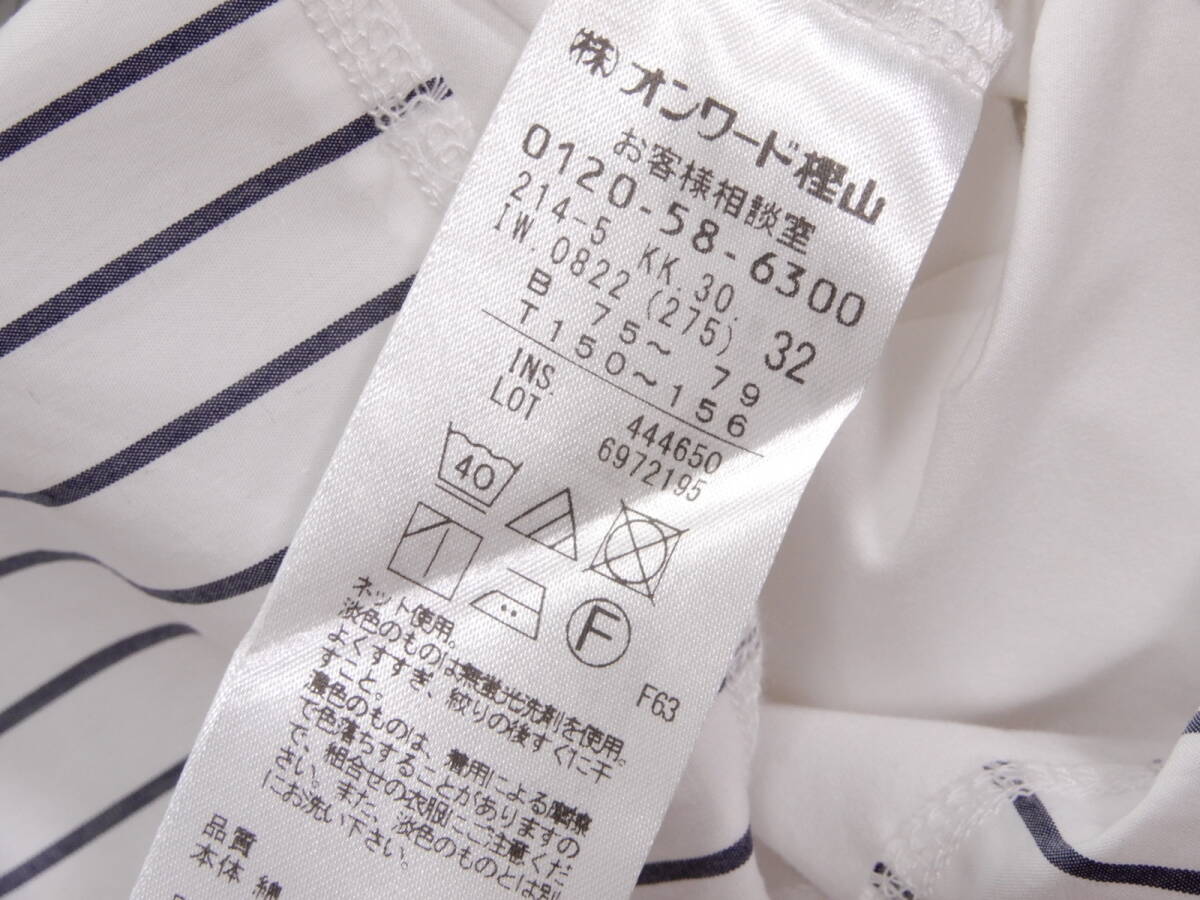 (株)オンワード樫山
お客様相談室
0120-58-6300
214-5 KK.30.
IW.0822(275) 32
B 75～ 79
T150～156
INS. 444650
LOT 6972195
40
F
F63
ネット使用。
淡色のものは無蛍光洗剤を使用。
よくすすぎ、絞りの後すぐに干
すこと。
濃色のものは、着用による摩擦
で色落ちすることがありますの
で、組合せの衣服にご注意くだ
さい。また、淡色のものとは別
にお洗い下さい。
品質
本体 綿